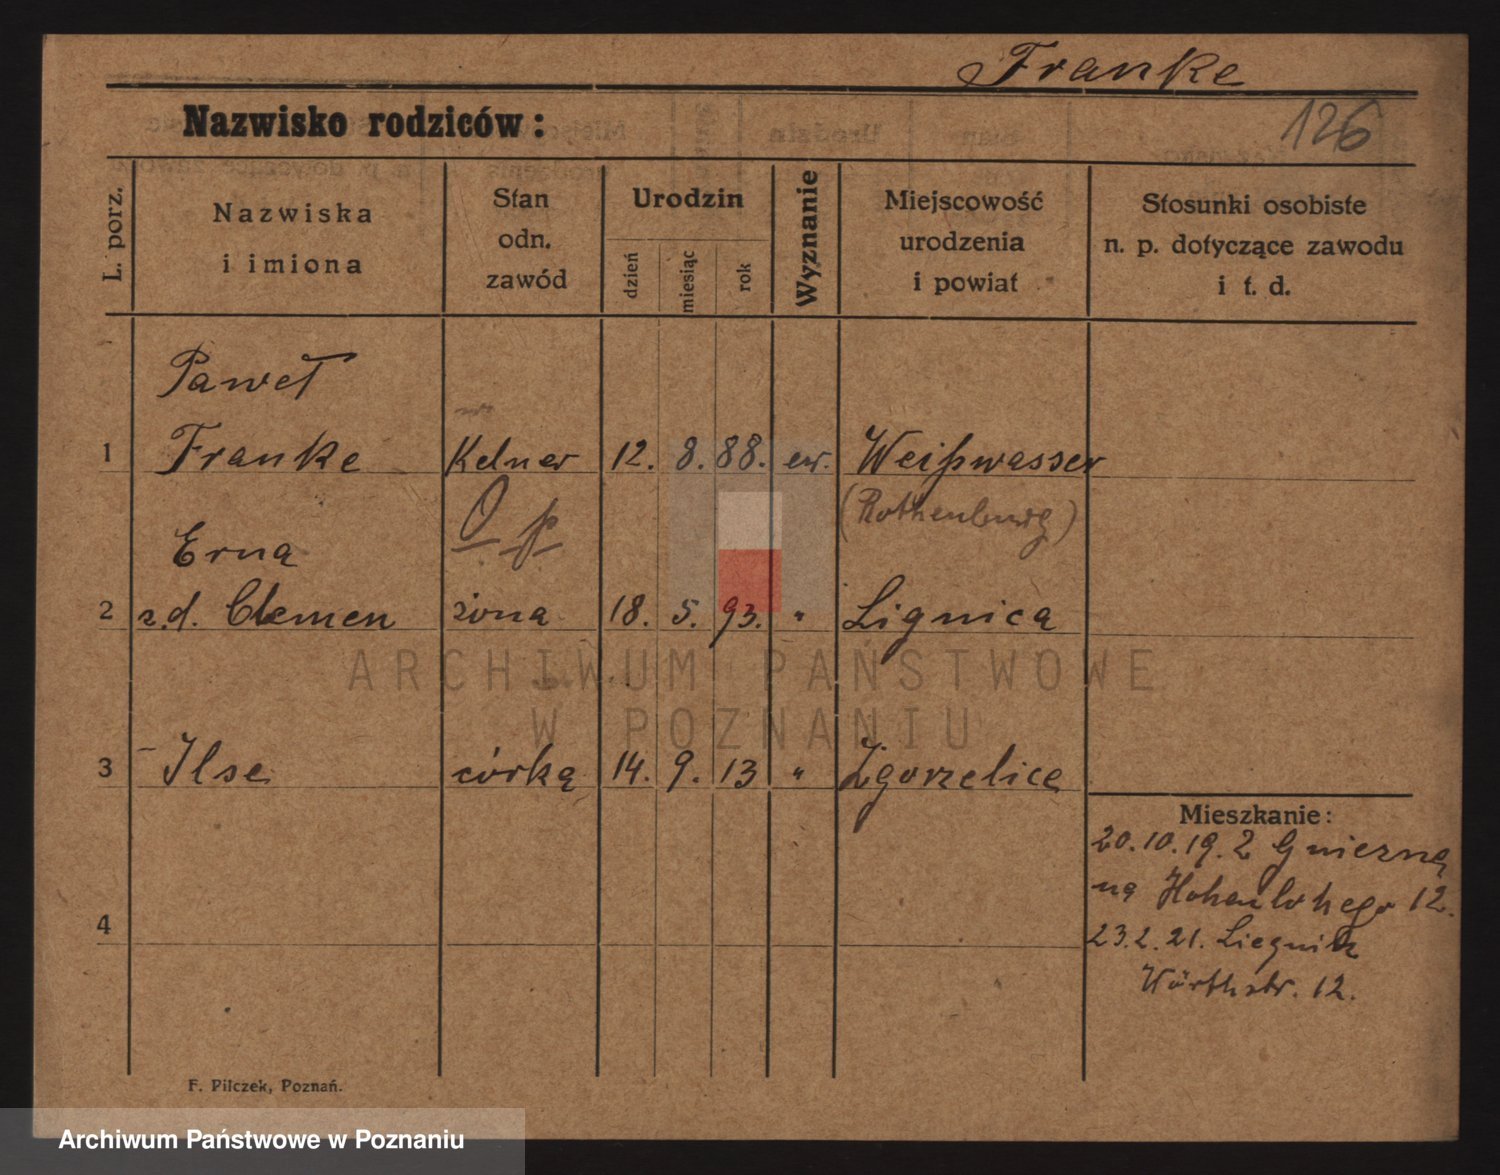 Franke
126
Nazwisko rodziców:
L. porz.
Nazwiska
i imiona
Stan
odn.
zawód
Urodzin
dzień
miesiąc
rok
Wyznanie
Miejscowość
urodzenia
i powiat
Stosunki osobiste
n. p. dotyczące zawodu
i t. d.
Paweł
1 Franke Kelner 12. 8. 88. ew. Weißwasser
(Rothenburg)
Erna
2 z.d. Clemen żona 18. 5. 93. " Lignica
ARCHIWUM PAŃSTWOWE
W POZNANIU
3 Ilse córka 14. 9. 13 " Zgorzelice
Mieszkanie:
20.10.19. z Gniezna
na Hohenlohego 12.
4
23.2.21. Liegnitz
Wörthstr. 12.
F. Pilczek, Poznań.
Archiwum Państwowe w Poznaniu